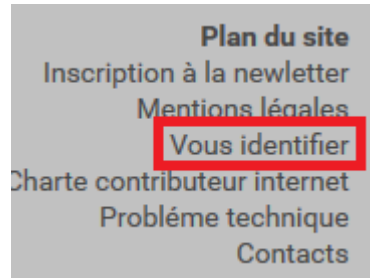 Plan du site
Inscription à la newletter
Mentions légales
Vous identifier
Charte contributeur internet
Probléme technique
Contacts